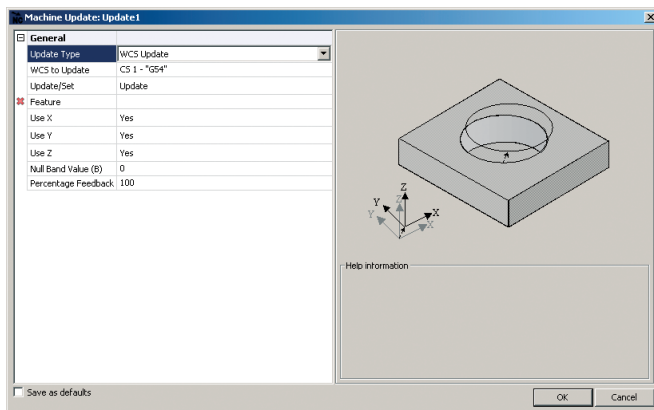 Machine Update: Update1
General
Update Type WCS Update
WCS to Update CS 1 - "G54"
Update/Set Update
Feature
Use X Yes
Use Y Yes
Use Z Yes
Null Band Value (B) 0
Percentage Feedback 100
Z
Z
Y
Y
X
X
Help information
Save as defaults
OK Cancel